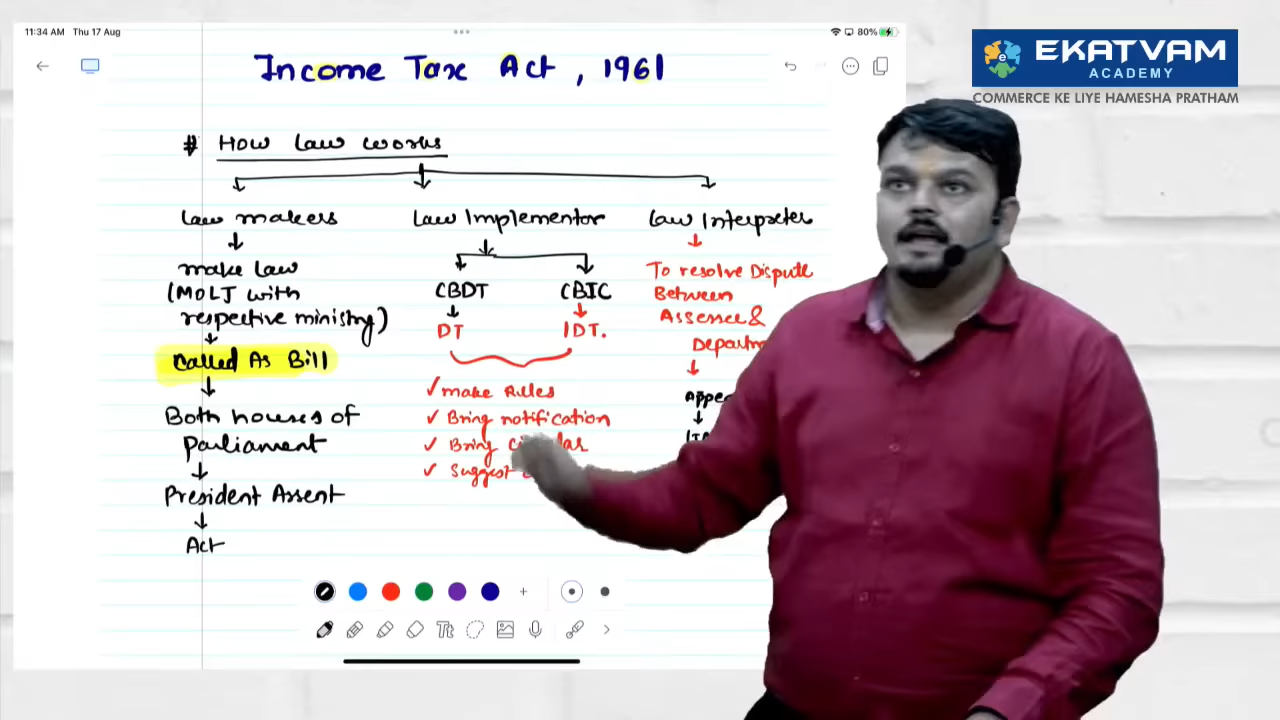 11:34 AM Thu 17 Aug
80%
EKATVAM
ACADEMY
COMMERCE KE LIYE HAMESHA PRATHAM
Income Tax Act, 1961
# How Law works
Law makers
Law Implementor
Law Interpreter
make Law
(MOLJ with
respective ministry)
Called As Bill
Both houses of
Parliament
President Assent
Act
CBDT
CBIC
DT
IDT.
✓ make Rules
✓ Bring notification
✓ Bring
✓ Suggest
To resolve Dispute
Between
Assence &
Tt